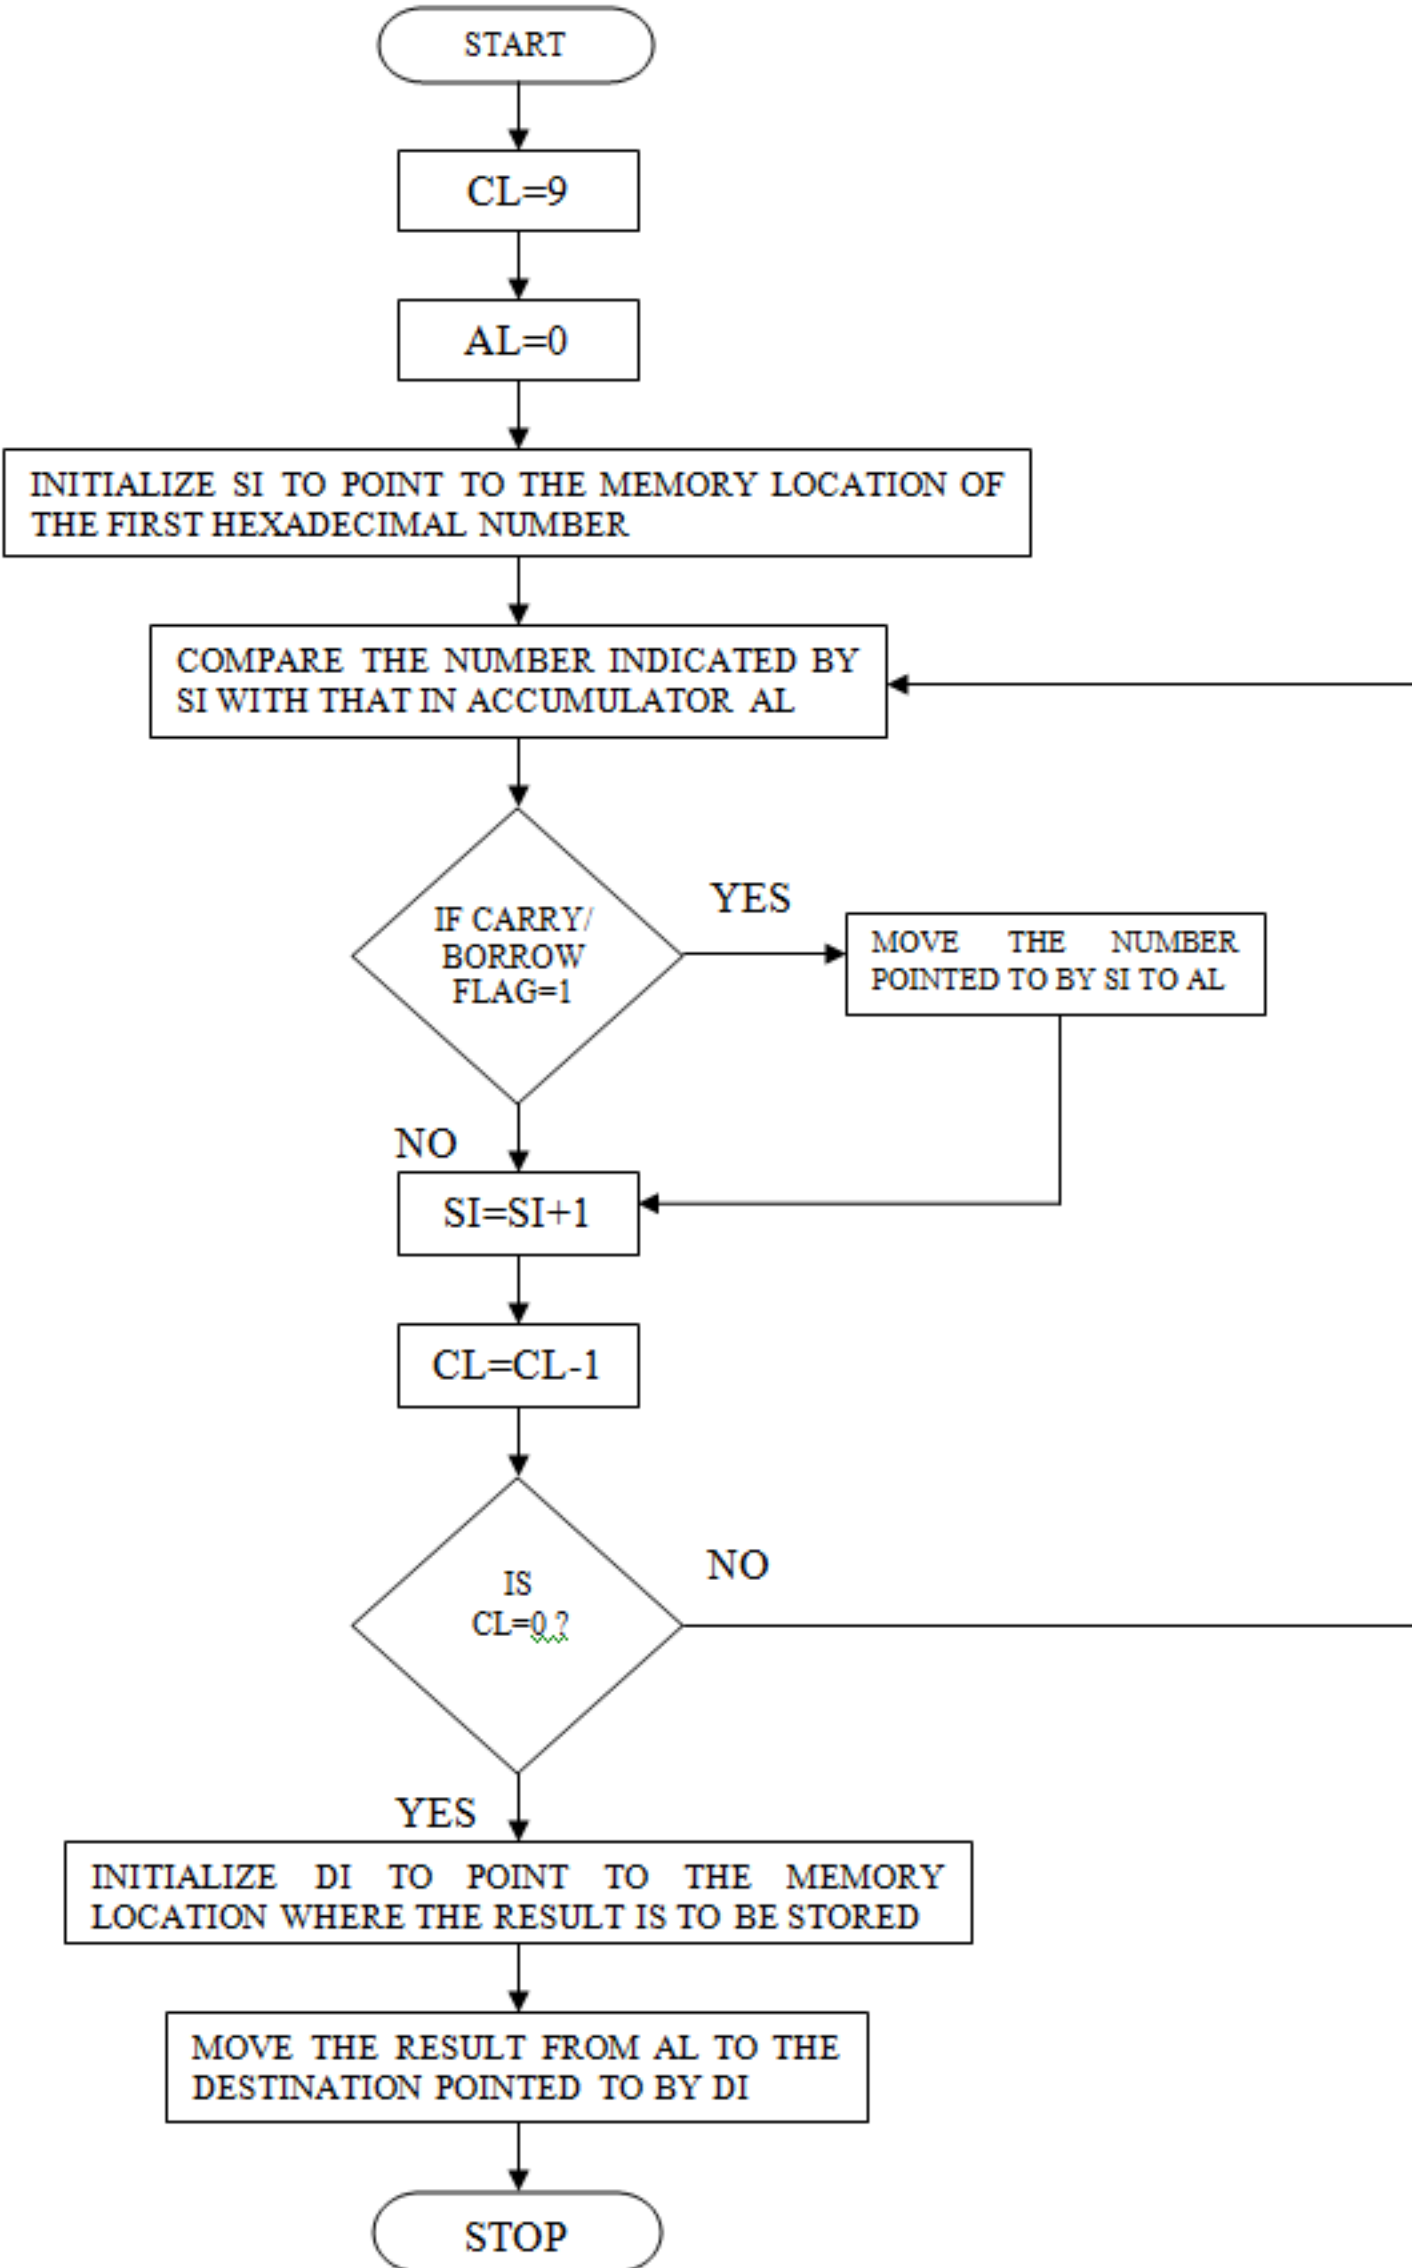 START
CL=9
AL=0
INITIALIZE SI TO POINT TO THE MEMORY LOCATION OF
THE FIRST HEXADECIMAL NUMBER
COMPARE THE NUMBER INDICATED BY
SI WITH THAT IN ACCUMULATOR AL
IF CARRY/
BORROW
FLAG=1
YES
MOVE THE NUMBER
POINTED TO BY SI TO AL
NO
SI=SI+1
CL=CL-1
IS
CL=0 ?
NO
YES
INITIALIZE DI TO POINT TO THE MEMORY
LOCATION WHERE THE RESULT IS TO BE STORED
MOVE THE RESULT FROM AL TO THE
DESTINATION POINTED TO BY DI
STOP